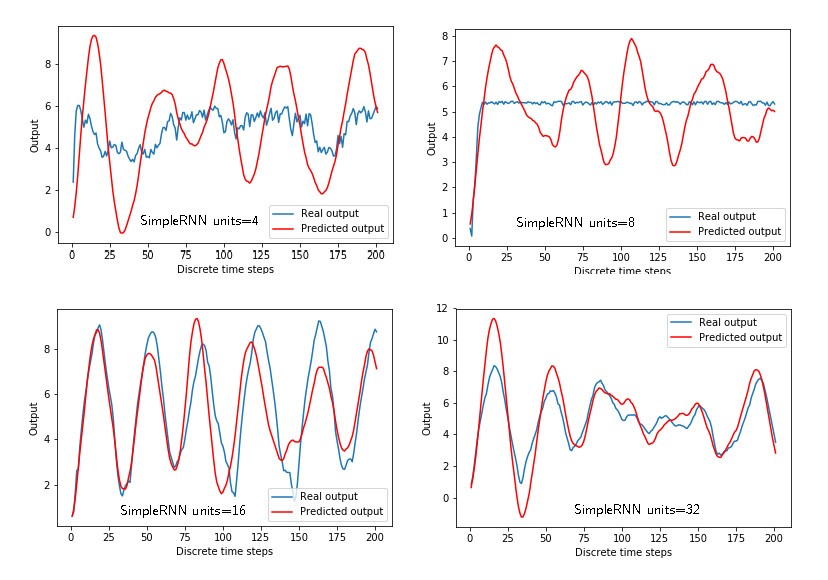 8
6
4
2
0
Output
SimpleRNN units=4
Real output
Predicted output
0 25 50 75 100 125 150 175 200
Discrete time steps
8
7
6
5
4
3
2
1
0
Output
SimpleRNN units=8
Real output
Predicted output
0 25 50 75 100 125 150 175 200
Discrete time steps
8
6
4
2
Output
SimpleRNN units=16
Real output
Predicted output
0 25 50 75 100 125 150 175 200
Discrete time steps
12
10
8
6
4
2
0
Output
Real output
Predicted output
SimpleRNN units=32
0 25 50 75 100 125 150 175 200
Discrete time steps